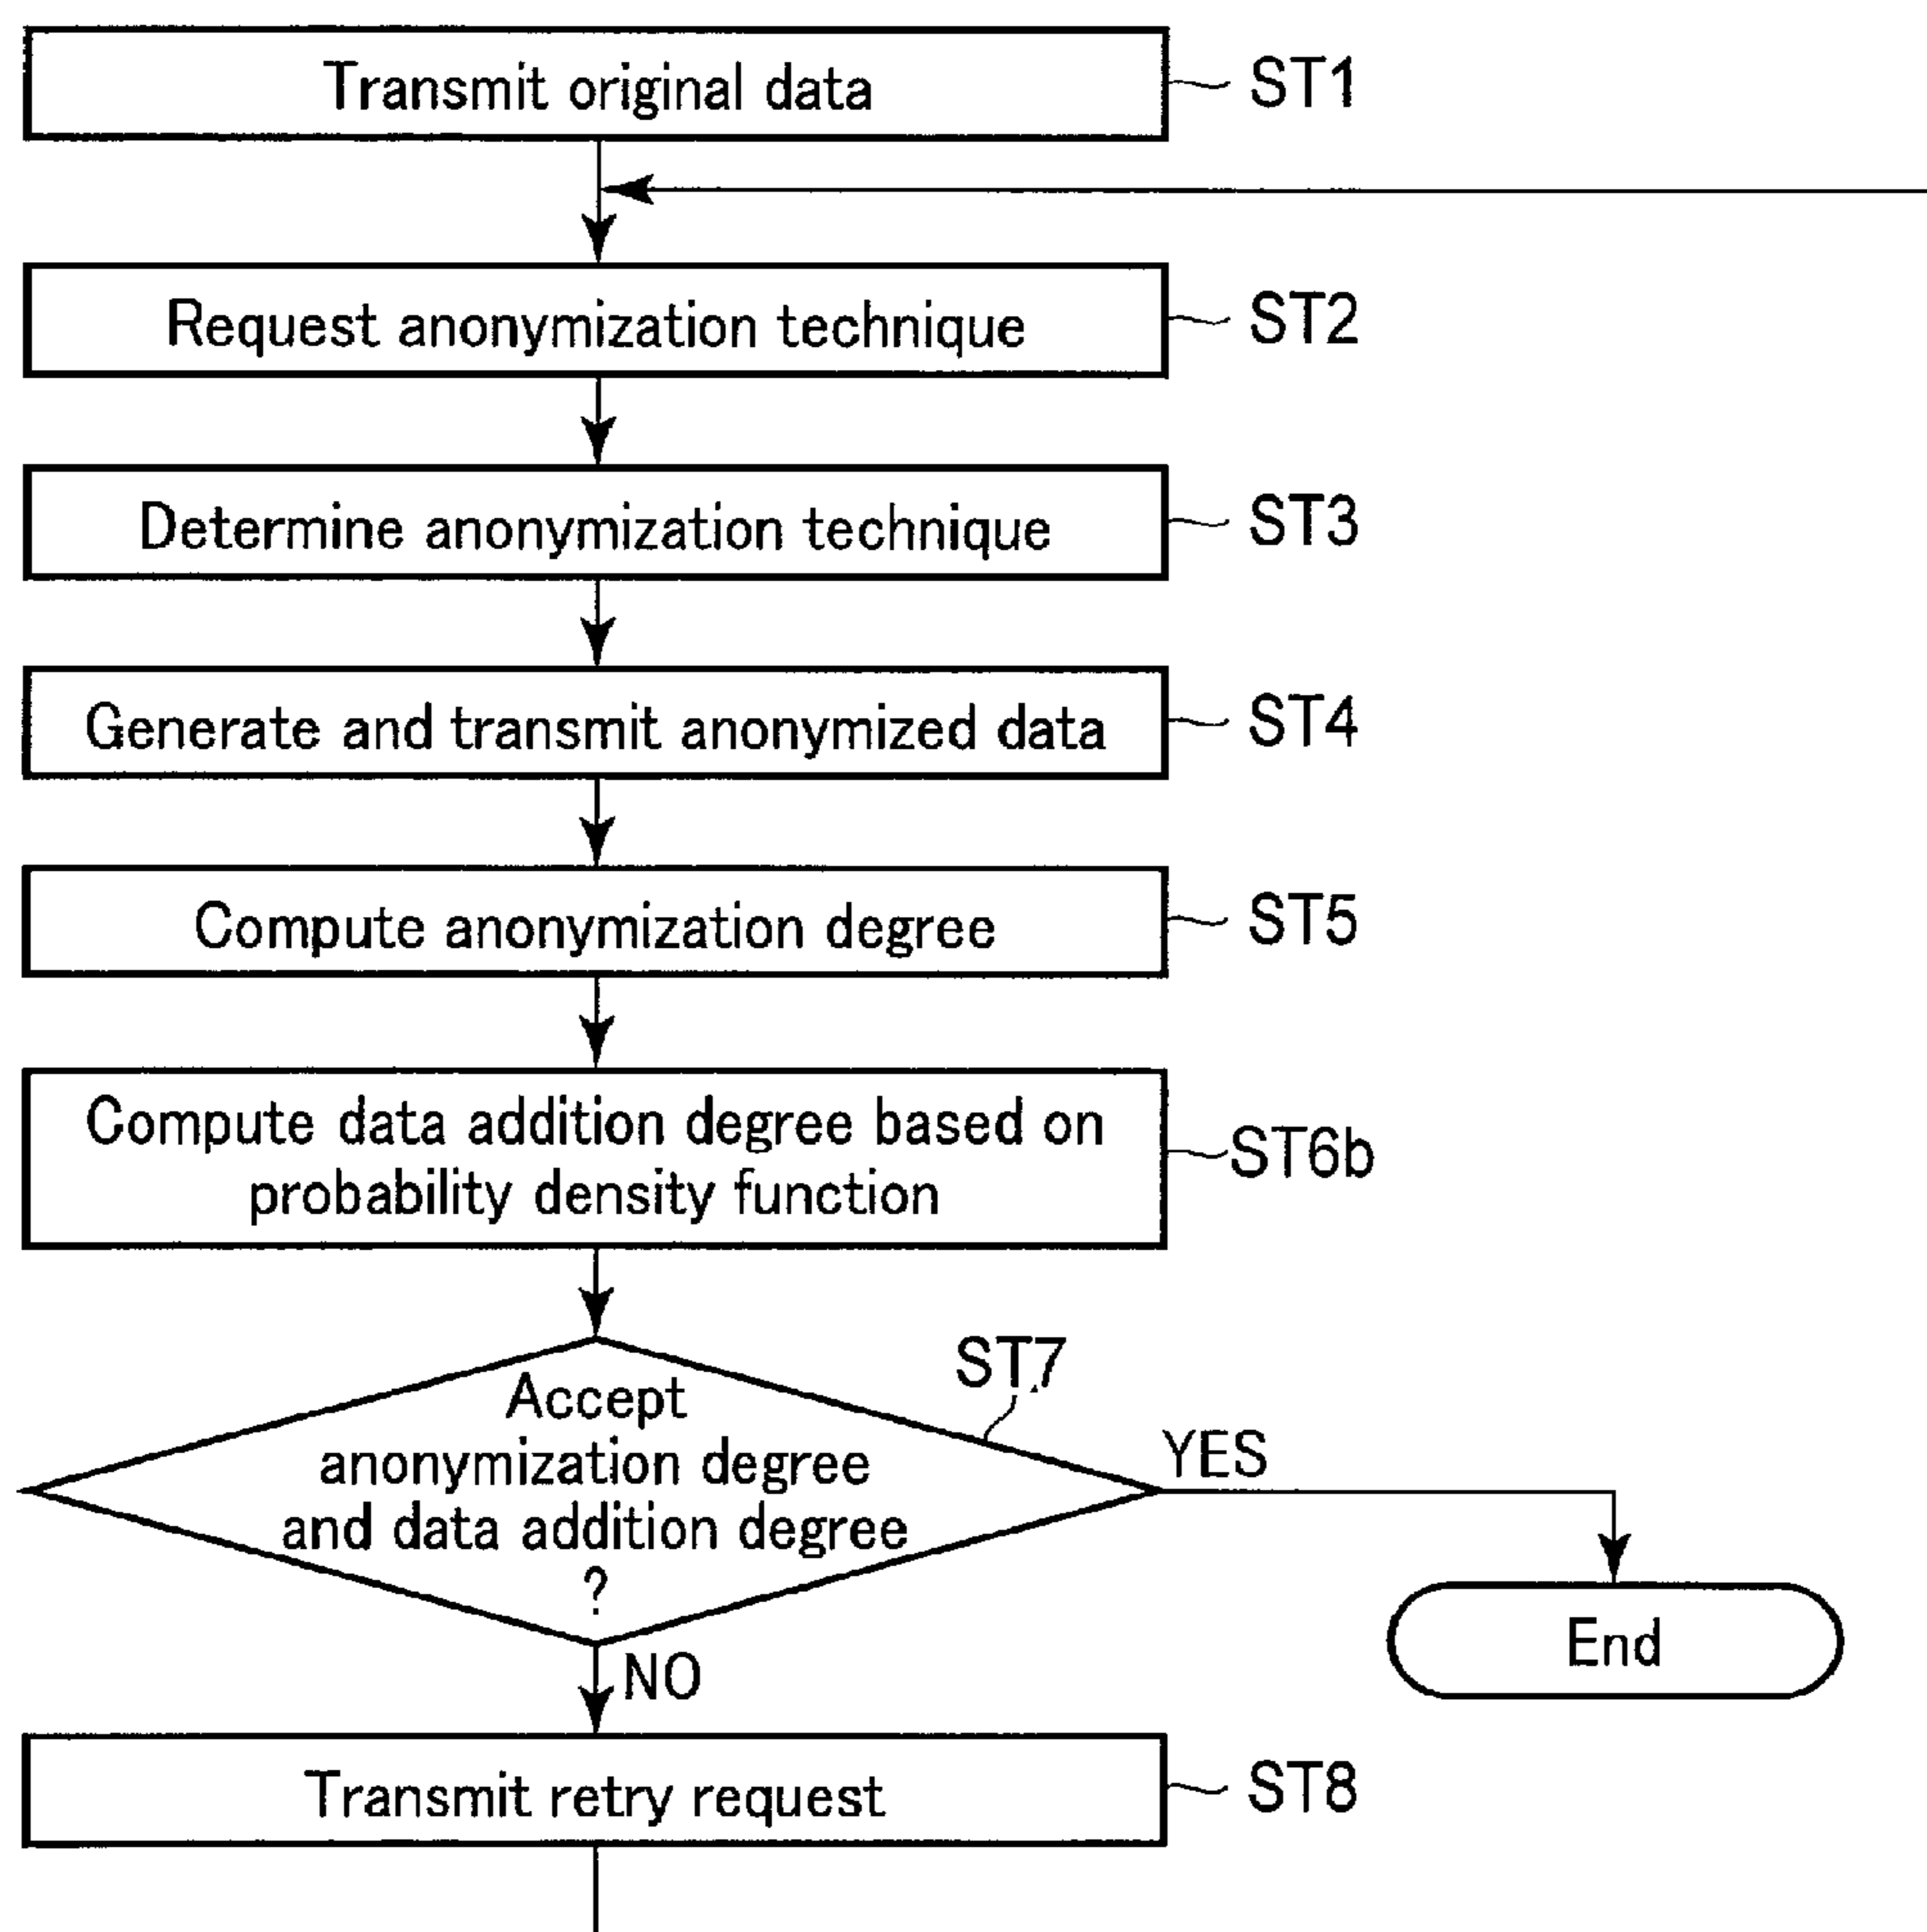 Transmit original data
ST1
Request anonymization technique
ST2
Determine anonymization technique
ST3
Generate and transmit anonymized data
ST4
Compute anonymization degree
ST5
Compute data addition degree based on
probability density function
ST6b
ST7
Accept
anonymization degree
and data addition degree
?
YES
End
NO
Transmit retry request
ST8